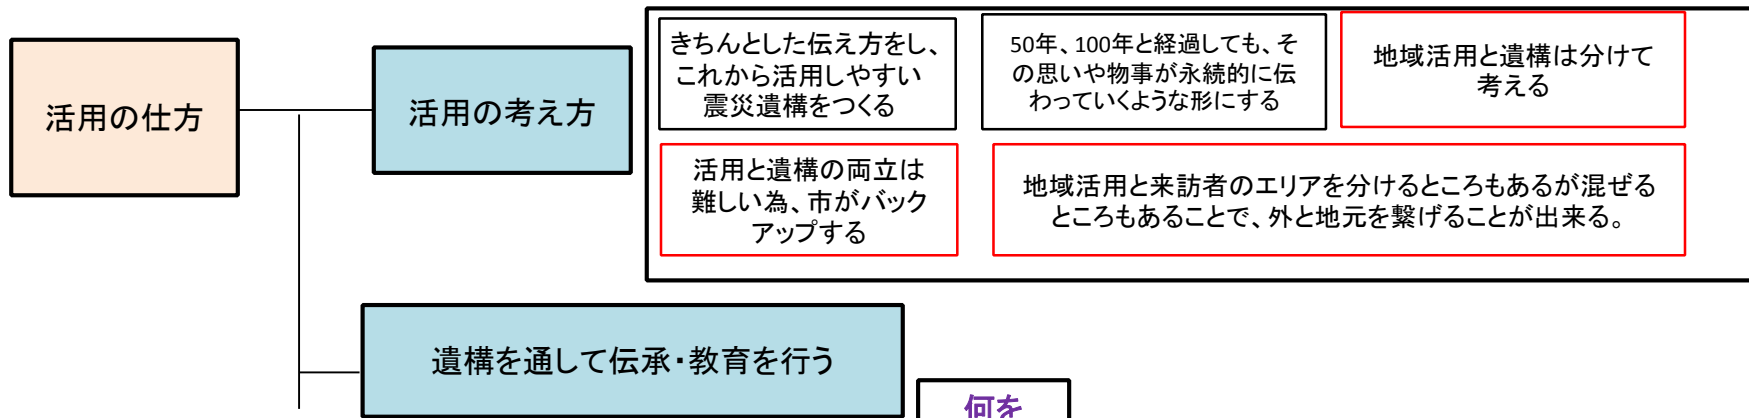 活用の仕方
活用の考え方
きちんとした伝え方をし、
これから活用しやすい
震災遺構をつくる
50年、100年と経過しても、そ
の思いや物事が永続的に伝
わっていくような形にする
地域活用と遺構は分けて
考える
活用と遺構の両立は
難しい為、市がバック
アップする
地域活用と来訪者のエリアを分けるところもあるが混ぜる
ところもあることで、外と地元を繋げることが出来る。
遺構を通して伝承・教育を行う
何を